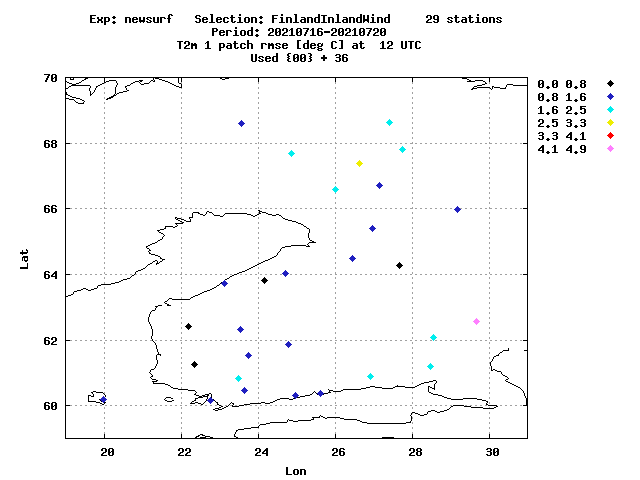 Exp: newsurf   Selection: FinlandInlandWind     29 stations
Period: 20210716-20210720
T2m 1 patch rmse [deg C] at  12 UTC
Used {00} + 36
0.0 0.8
0.8 1.6
1.6 2.5
2.5 3.3
3.3 4.1
4.1 4.9
70
68
66
64
62
60
Lat
20 22 24 26 28 30
Lon